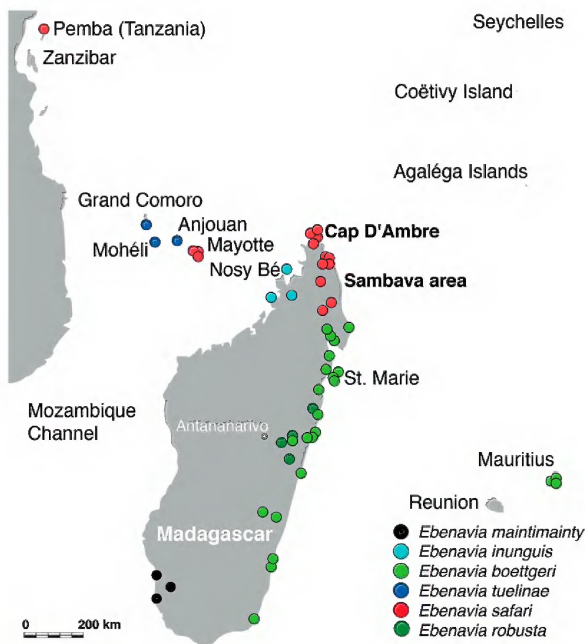 Pemba (Tanzania)
Seychelles
Zanzibar
Coëtivy Island
Agaléga Islands
Grand Comoro
Anjouan
Mohéli
Mayotte
Cap D'Ambre
Nosy Bé
Sambava area
St. Marie
Mozambique
Channel
Antananarivo
Mauritius
Reunion
Madagascar
Ebenavia maintimainty
Ebenavia inunguis
Ebenavia boettgeri
Ebenavia tuelinae
Ebenavia safari
Ebenavia robusta
0 200 km